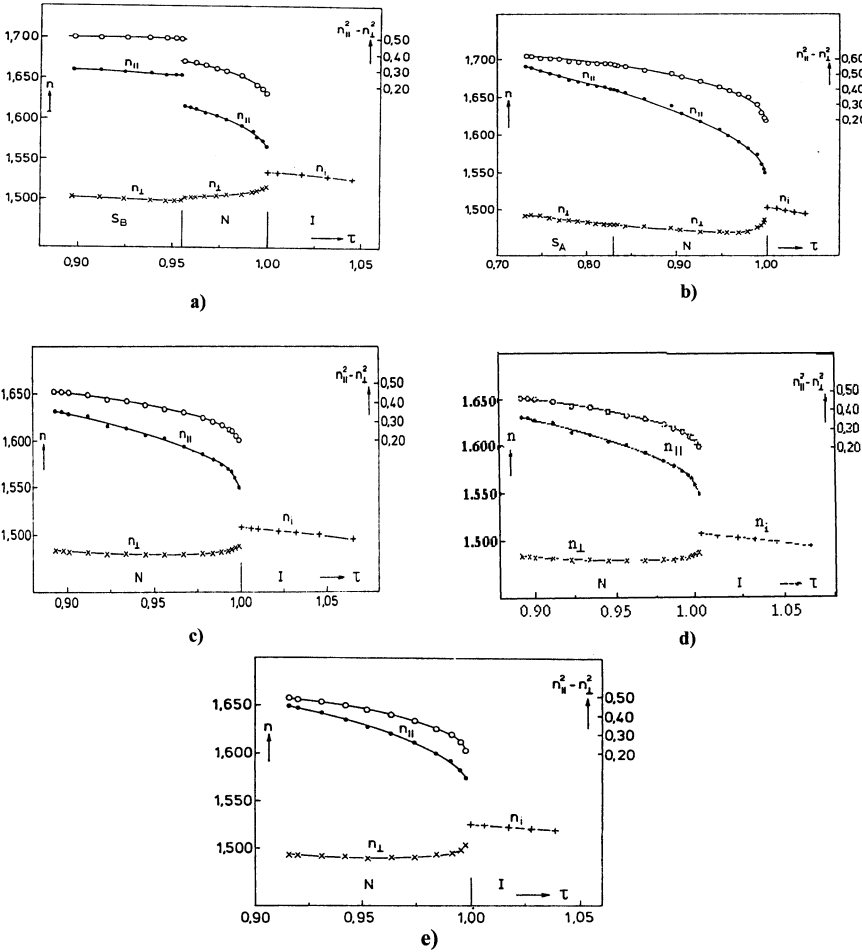 n∥² – n⊥²
1,700
0,50
n∥
1,650
n
0,30
0,20
1,600
n∥
1,550
nᵢ
n⊥
n⊥
1,500
S_B
N
I
τ
0,90
0,95
1,00
1,05
a)
n∥² – n⊥²
1,700
0,60
n∥
0,40
1,650
n
n∥
0,20
1,600
1,550
nᵢ
n⊥
n⊥
1,500
S_A
N
I
τ
0,70
0,80
0,90
1,00
b)
n∥² – n⊥²
0,50
1,650
0,40
n∥
0,30
n
1,600
0,20
1,550
nᵢ
n⊥
1,500
N
I
τ
0,90
0,95
1,00
1,05
c)
n∥² – n⊥²
0,50
1.650
0,40
0,30
n
n∥
1.600
0,20
1.550
nᵢ
n⊥
1.500
N
I
τ
0.90
0.95
1.00
1.05
d)
n∥² – n⊥²
1,650
0,50
n
n∥
0,40
0,30
1,600
0,20
1,550
nᵢ
n⊥
1,500
N
I
τ
0,90
0,95
1,00
1,05
e)